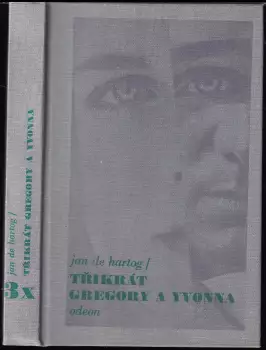 jan de hartog/
TŘIKRÁT
GREGORY A YVONNA
odeon
3x
jan de hartog/
TŘIKRÁT GREGORY A YVONNA